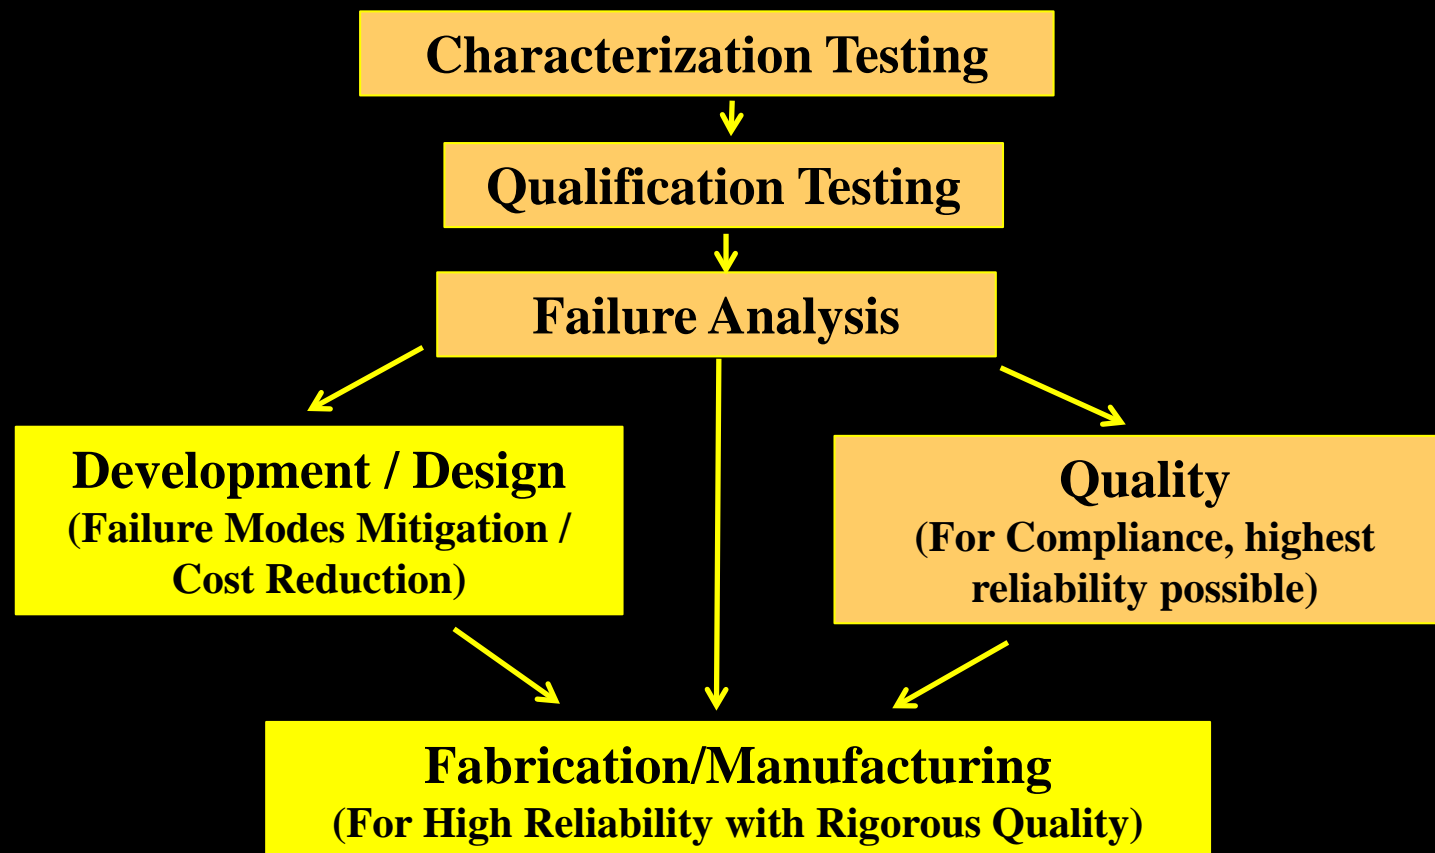 Characterization Testing
Qualification Testing
Failure Analysis
Development / Design
(Failure Modes Mitigation /
Cost Reduction)
Quality
(For Compliance, highest
reliability possible)
Fabrication/Manufacturing
(For High Reliability with Rigorous Quality)